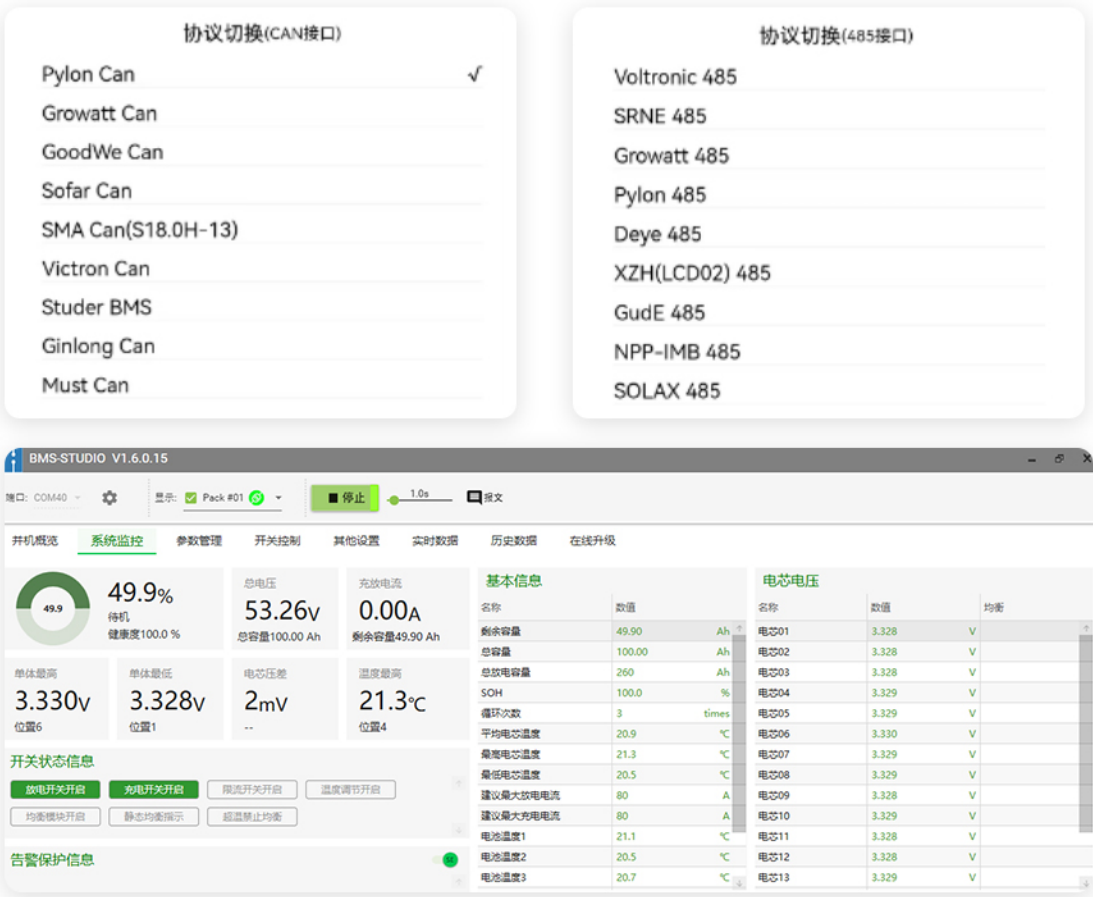 协议切换(CAN接口)
Pylon Can √
Growatt Can
GoodWe Can
Sofar Can
SMA Can(S18.0H-13)
Victron Can
Studer BMS
Ginlong Can
Must Can
协议切换(485接口)
Voltronic 485
SRNE 485
Growatt 485
Pylon 485
Deye 485
XZH(LCD02) 485
GudE 485
NPP-IMB 485
SOLAX 485
BMS-STUDIO V1.6.0.15
端口: COM40 显示: Pack #01 停止 1.0s 报文
并机概览 系统监控 参数管理 开关控制 其他设置 实时数据 历史数据 在线升级
49.9
49.9%
待机
健康度100.0 %
总电压
53.26V
总容量100.00 Ah
充放电流
0.00A
剩余容量49.90 Ah
单体最高
3.330V
位置6
单体最低
3.328V
位置1
电芯压差
2mV
--
温度最高
21.3℃
位置4
开关状态信息
放电开关开启 充电开关开启 限流开关开启 温度调节开启
均衡模块开启 静态均衡指示 超温禁止均衡
告警保护信息
基本信息
名称 数值
剩余容量 49.90 Ah
总容量 100.00 Ah
总放电容量 260 Ah
SOH 100.0 %
循环次数 3 times
平均电芯温度 20.9 ℃
最高电芯温度 21.3 ℃
最低电芯温度 20.5 ℃
建议最大放电电流 80 A
建议最大充电电流 80 A
电池温度1 21.1 ℃
电池温度2 20.5 ℃
电池温度3 20.7 ℃
电芯电压
名称 数值 均衡
电芯01 3.328 V
电芯02 3.328 V
电芯03 3.328 V
电芯04 3.329 V
电芯05 3.329 V
电芯06 3.330 V
电芯07 3.329 V
电芯08 3.329 V
电芯09 3.328 V
电芯10 3.329 V
电芯11 3.328 V
电芯12 3.328 V
电芯13 3.329 V